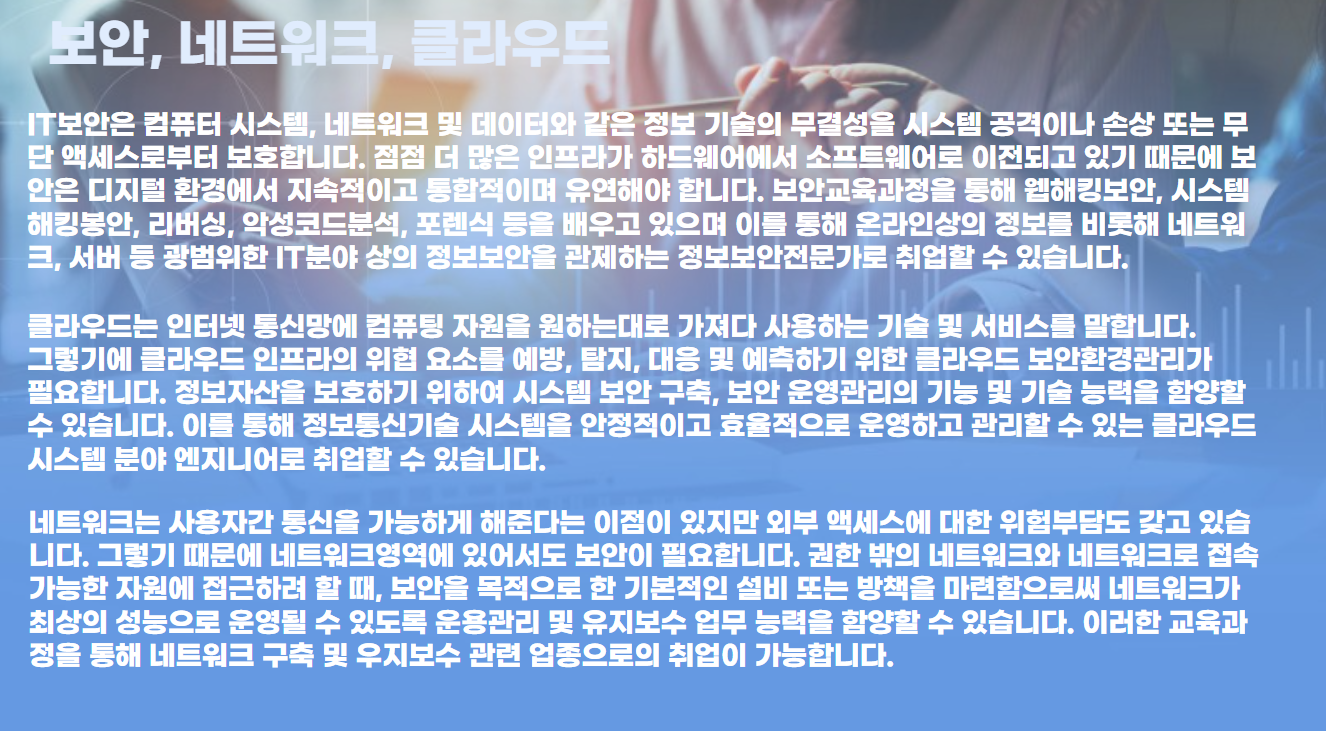 보안, 네트워크, 클라우드
IT보안은 컴퓨터 시스템, 네트워크 및 데이터와 같은 정보 기술의 무결성을 시스템 공격이나 손상 또는 무
단 액세스로부터 보호합니다. 점점 더 많은 인프라가 하드웨어에서 소프트웨어로 이전되고 있기 때문에 보
안은 디지털 환경에서 지속적이고 통합적이며 유연해야 합니다. 보안교육과정을 통해 웹해킹보안, 시스템
해킹봉안, 리버싱, 악성코드분석, 포렌식 등을 배우고 있으며 이를 통해 온라인상의 정보를 비롯해 네트워
크, 서버 등 광범위한 IT분야 상의 정보보안을 관제하는 정보보안전문가로 취업할 수 있습니다.
클라우드는 인터넷 통신망에 컴퓨팅 자원을 원하는대로 가져다 사용하는 기술 및 서비스를 말합니다.
그렇기에 클라우드 인프라의 위협 요소를 예방, 탐지, 대응 및 예측하기 위한 클라우드 보안환경관리가
필요합니다. 정보자산을 보호하기 위하여 시스템 보안 구축, 보안 운영관리의 기능 및 기술 능력을 함양할
수 있습니다. 이를 통해 정보통신기술 시스템을 안정적이고 효율적으로 운영하고 관리할 수 있는 클라우드
시스템 분야 엔지니어로 취업할 수 있습니다.
네트워크는 사용자간 통신을 가능하게 해준다는 이점이 있지만 외부 액세스에 대한 위험부담도 갖고 있습
니다. 그렇기 때문에 네트워크영역에 있어서도 보안이 필요합니다. 권한 밖의 네트워크와 네트워크로 접속
가능한 자원에 접근하려 할 때, 보안을 목적으로 한 기본적인 설비 또는 방책을 마련함으로써 네트워크가
최상의 성능으로 운영될 수 있도록 운용관리 및 유지보수 업무 능력을 함양할 수 있습니다. 이러한 교육과
정을 통해 네트워크 구축 및 우지보수 관련 업종으로의 취업이 가능합니다.